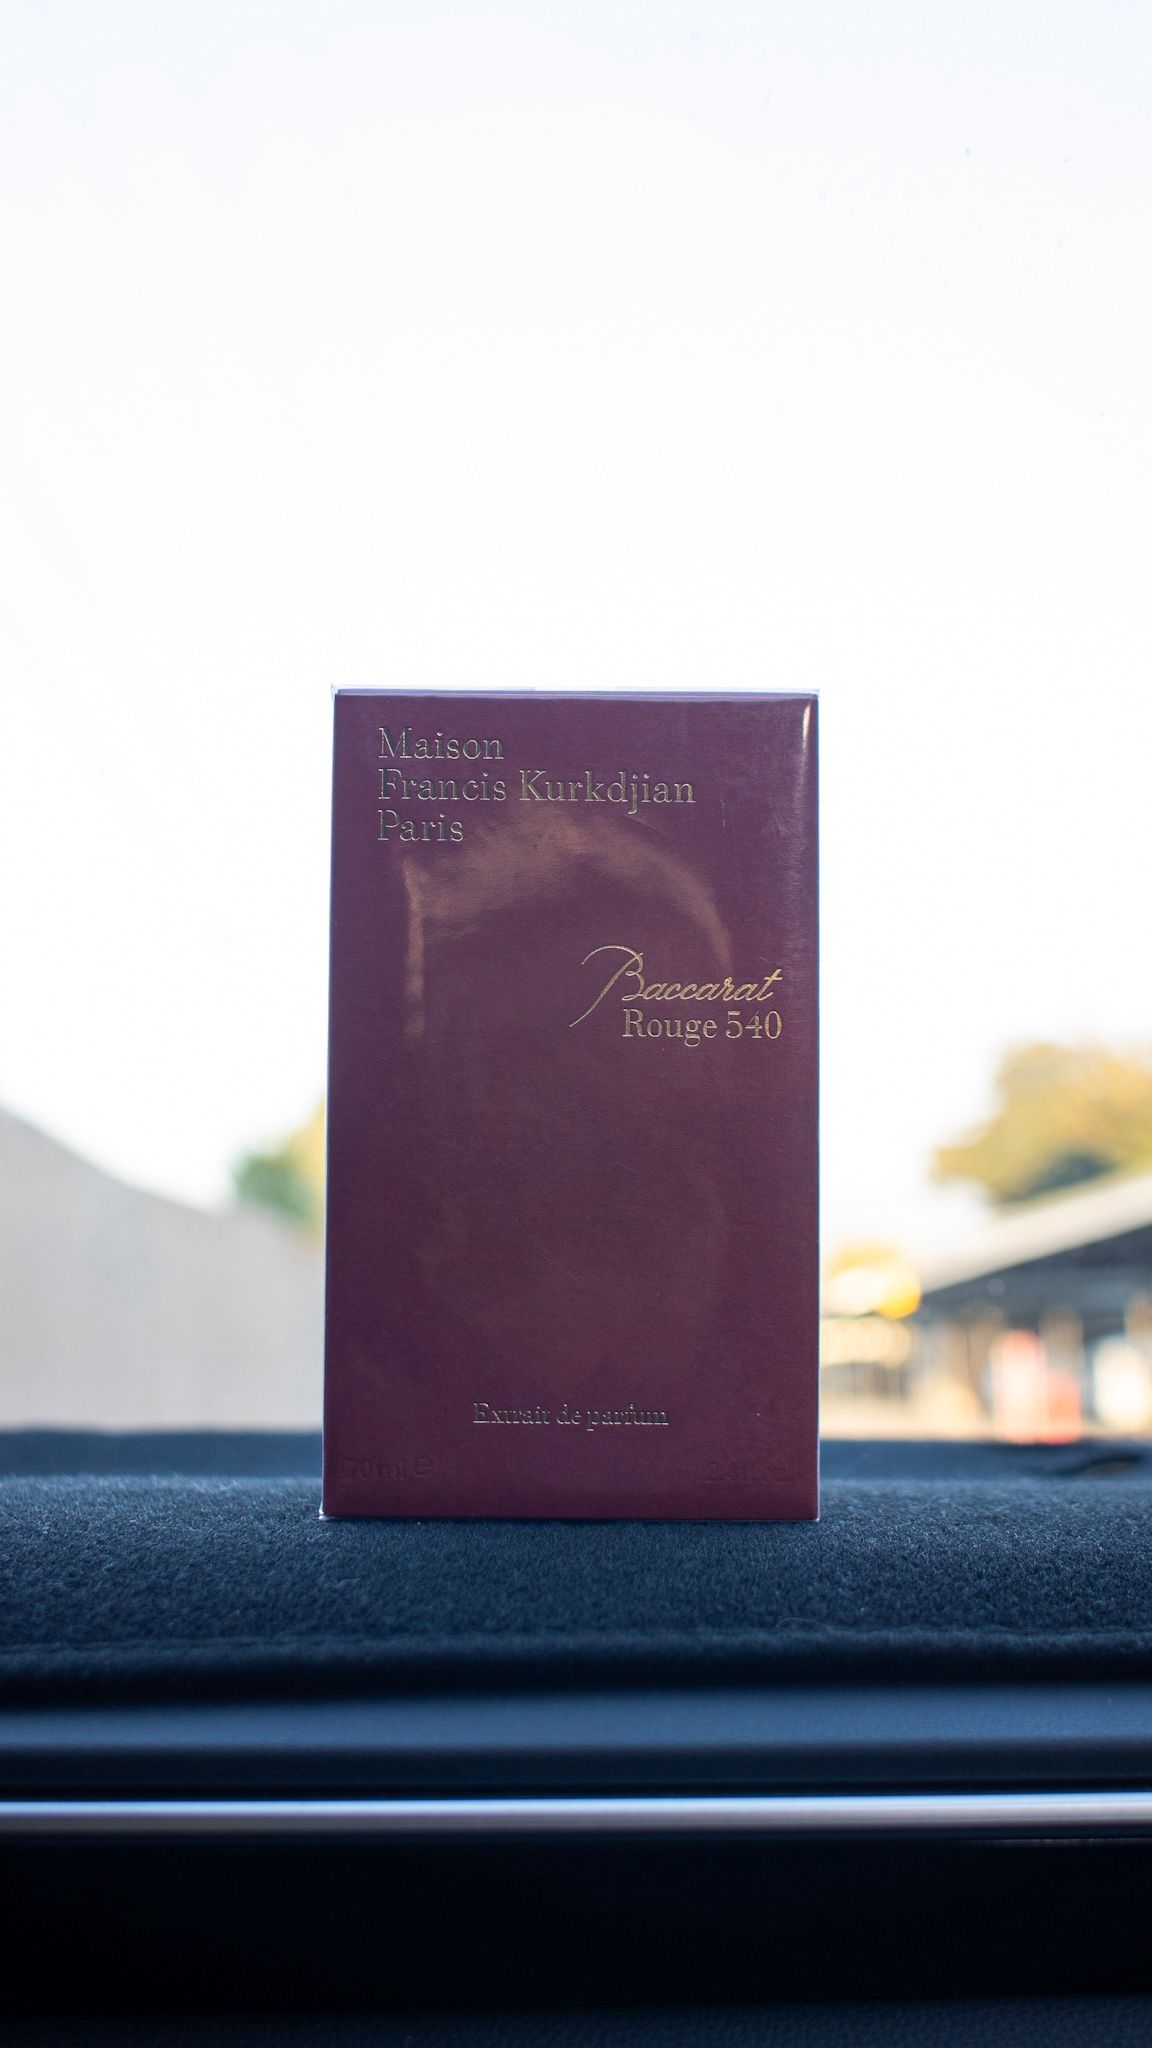 Maison
Francis Kurkdjian
Paris
Baccarat
Rouge 540
Extrait de parfum
70 ml ℮ 2.4 fl.oz.